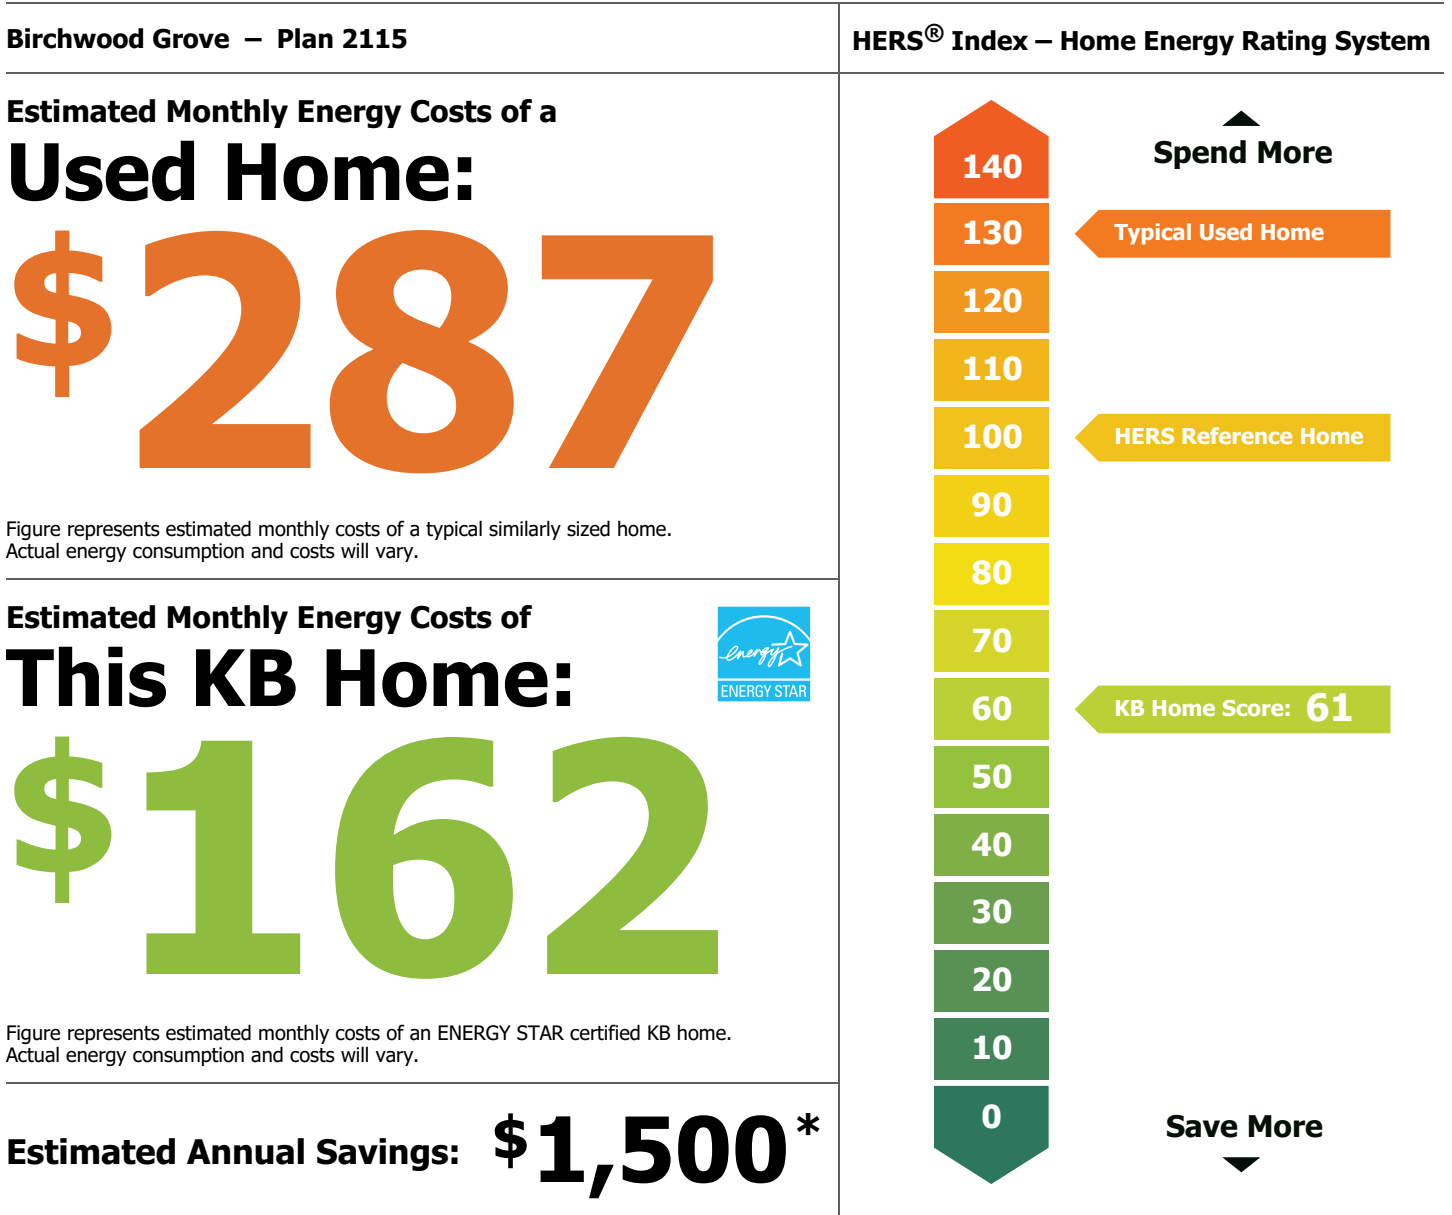 Birchwood Grove – Plan 2115
Estimated Monthly Energy Costs of a
Used Home:
$287
Figure represents estimated monthly costs of a typical similarly sized home.
Actual energy consumption and costs will vary.
Estimated Monthly Energy Costs of
This KB Home:
energy
ENERGY STAR
$162
Figure represents estimated monthly costs of an ENERGY STAR certified KB home.
Actual energy consumption and costs will vary.
Estimated Annual Savings: $1,500*
HERS® Index – Home Energy Rating System
Spend More
140
130 Typical Used Home
120
110
100 HERS Reference Home
90
80
70
60 KB Home Score: 61
50
40
30
20
10
0
Save More